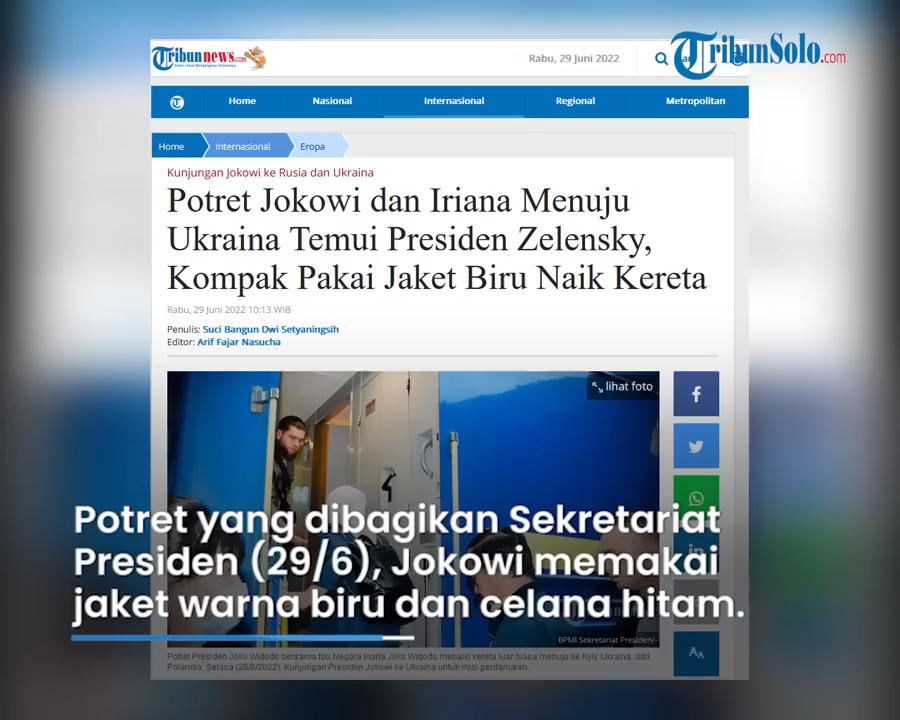 Tribunnews.com
Rabu, 29 Juni 2022
TribunSolo.com
Home
Nasional
Internasional
Regional
Metropolitan
Home
Internasional
Eropa
Kunjungan Jokowi ke Rusia dan Ukraina
Potret Jokowi dan Iriana Menuju
Ukraina Temui Presiden Zelensky,
Kompak Pakai Jaket Biru Naik Kereta
Rabu, 29 Juni 2022 10:13 WIB
Penulis: Suci Bangun Dwi Setyaningsih
Editor: Arif Fajar Nasucha
lihat foto
Potret yang dibagikan Sekretariat
Presiden (29/6), Jokowi memakai
jaket warna biru dan celana hitam.
BPMI Sekretariat Presiden/-
AA
Potret Presiden Joko Widodo bersama Ibu Negara Iriana Joko Widodo menaiki kereta luar biasa menuju ke Kyiv, Ukraina, dari
Polandia, Selasa (28/6/2022). Kunjungan Presiden Jokowi ke Ukraina untuk misi perdamaian.